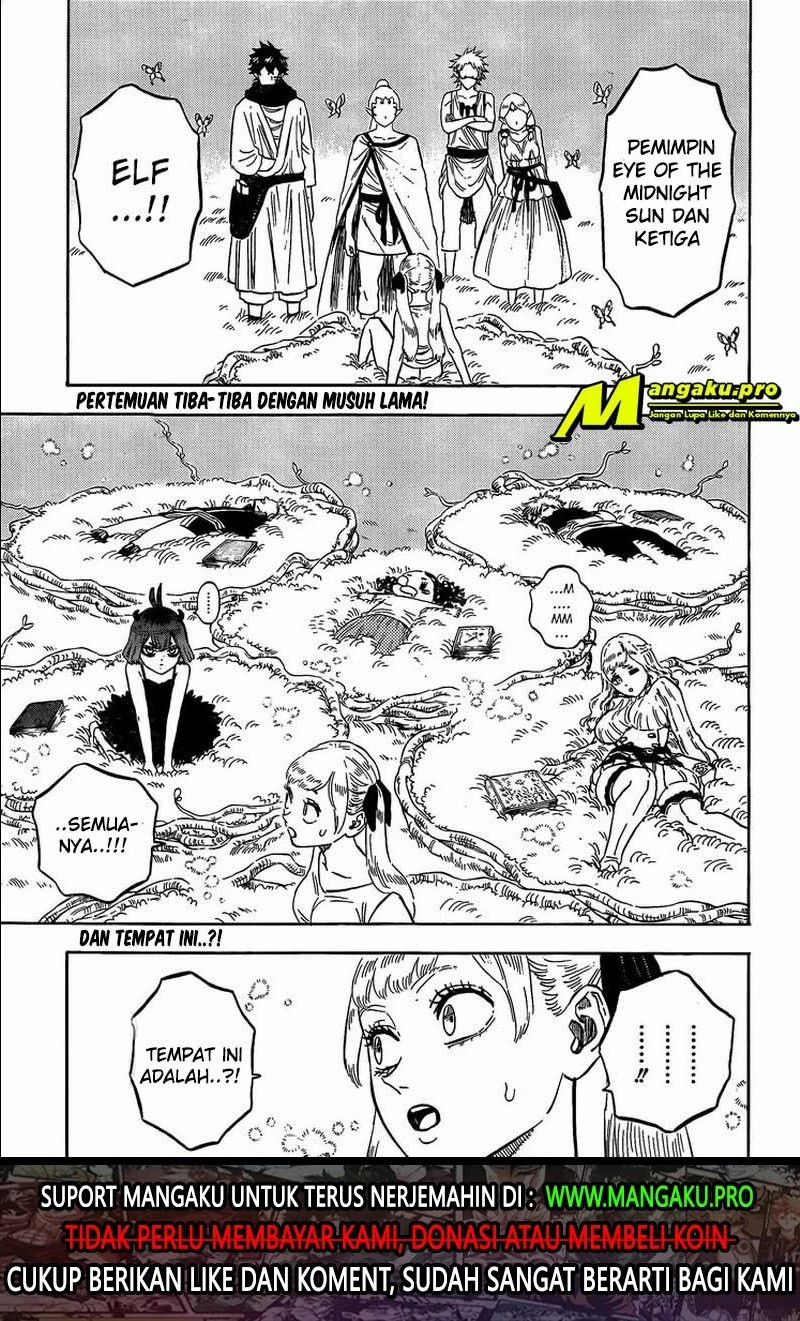 PEMIMPIN
EYE OF THE
MIDNIGHT
SUN DAN
KETIGA
ELF
...!!
PERTEMUAN TIBA-TIBA DENGAN MUSUH LAMA!
Mangaku.pro
Jangan Lupa Like dan Komennya
...M
....
MM
...
..SEMUA-
NYA..!!!
DAN TEMPAT INI..?!
!!
TEMPAT INI
ADALAH..?!
SUPORT MANGAKU UNTUK TERUS NERJEMAHIN DI : WWW.MANGAKU.PRO
TIDAK PERLU MEMBAYAR KAMI, DONASI ATAU MEMBELI KOIN
CUKUP BERIKAN LIKE DAN KOMENT, SUDAH SANGAT BERARTI BAGI KAMI